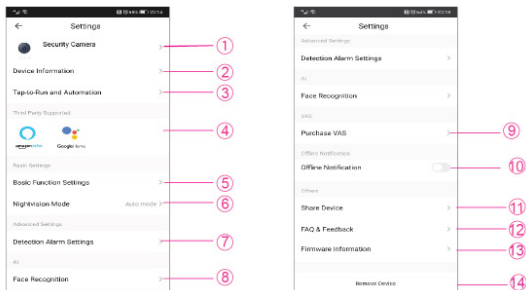 Settings
Security Camera
①
Device Information
②
Tap-to-Run and Automation
③
Third Party Supported
④
amazon alexa
Google Home
Basic Settings
Basic Function Settings
⑤
Nightvision Mode
Auto mode
⑥
Advanced Settings
Detection Alarm Settings
⑦
AI
Face Recognition
⑧
Settings
Advanced Settings
Detection Alarm Settings
AI
Face Recognition
VAS
Purchase VAS
⑨
Offline Notification
Offline Notification
⑩
Others
Share Device
⑪
FAQ & Feedback
⑫
Firmware Information
⑬
Remove Device
⑭